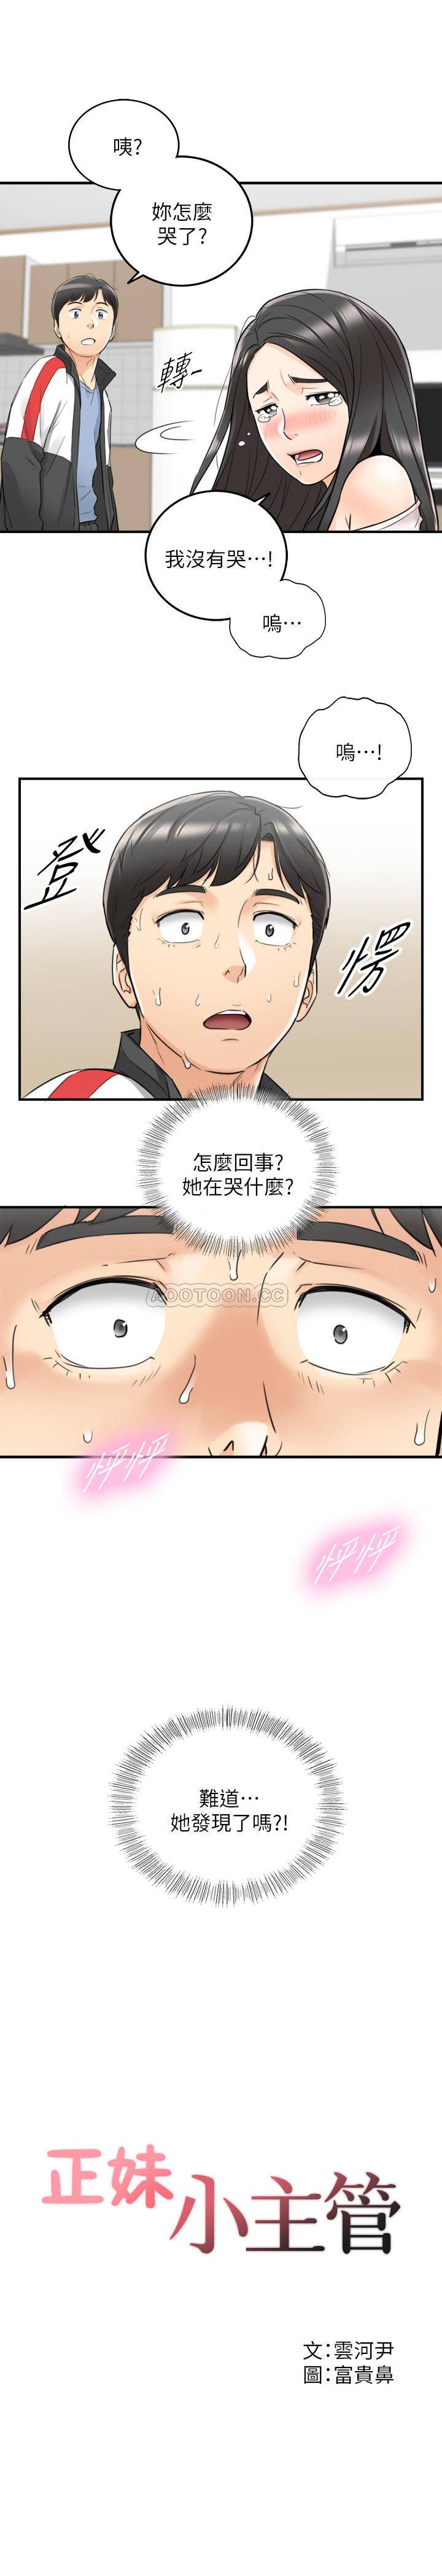 咦?
妳怎麼
哭了?
轉-
我沒有哭…!
嗚…
嗚…!
登
愣
怎麼回事?
她在哭什麼?
AOOTOON.CC
怦怦
怦怦
難道…
她發現了嗎?!
正妹
小主管
文:雲河尹
圖:富貴鼻